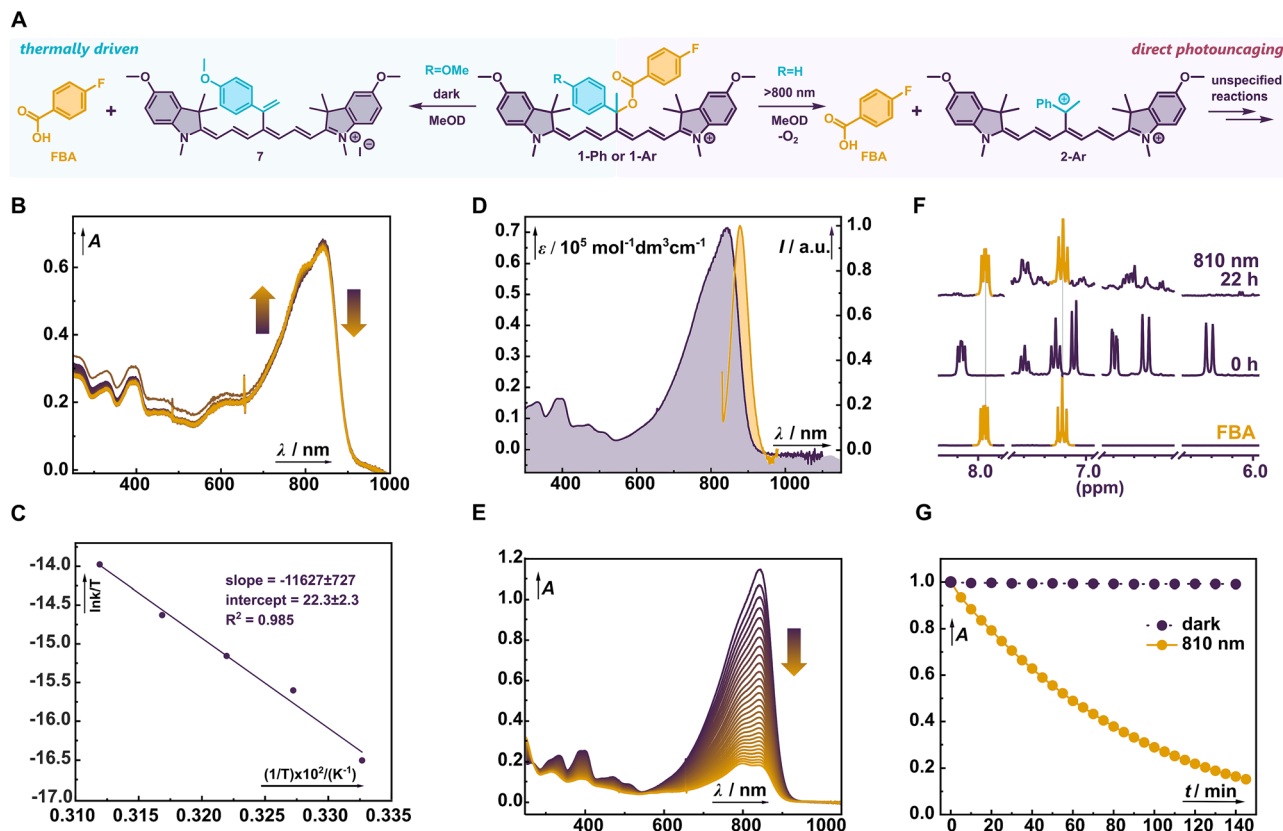 A
thermally driven
direct photouncaging
F
OH
FBA
+
O
O
N
N
I
7
R=OMe
dark
MeOD
R
O
O
F
O
O
N
N
1-Ph or 1-Ar
R=H
>800 nm
MeOD
-O2
F
O
OH
FBA
+
O
O
Ph
N
N
2-Ar
unspecified
reactions
B
A
0.6
0.4
0.2
0.0
λ / nm
400
600
800
1000
D
0.7
0.6
0.5
0.4
0.3
0.2
0.1
0.0
ε / 10⁵ mol⁻¹dm³cm⁻¹
I / a.u.
1.0
0.8
0.6
0.4
0.2
0.0
λ / nm
400
600
800
1000
F
810 nm
22 h
0 h
FBA
8.0
7.0
6.0
(ppm)
C
-14.0
-14.5
-15.0
-15.5
-16.0
-16.5
-17.0
lnk/T
slope = -11627±727
intercept = 22.3±2.3
R² = 0.985
(1/T)x10²/(K⁻¹)
0.310
0.315
0.320
0.325
0.330
0.335
E
1.2
1.0
0.8
0.6
0.4
0.2
0.0
A
λ / nm
400
600
800
1000
G
1.0
0.8
0.6
0.4
0.2
0.0
A
dark
810 nm
t / min
0
20
40
60
80
100
120
140